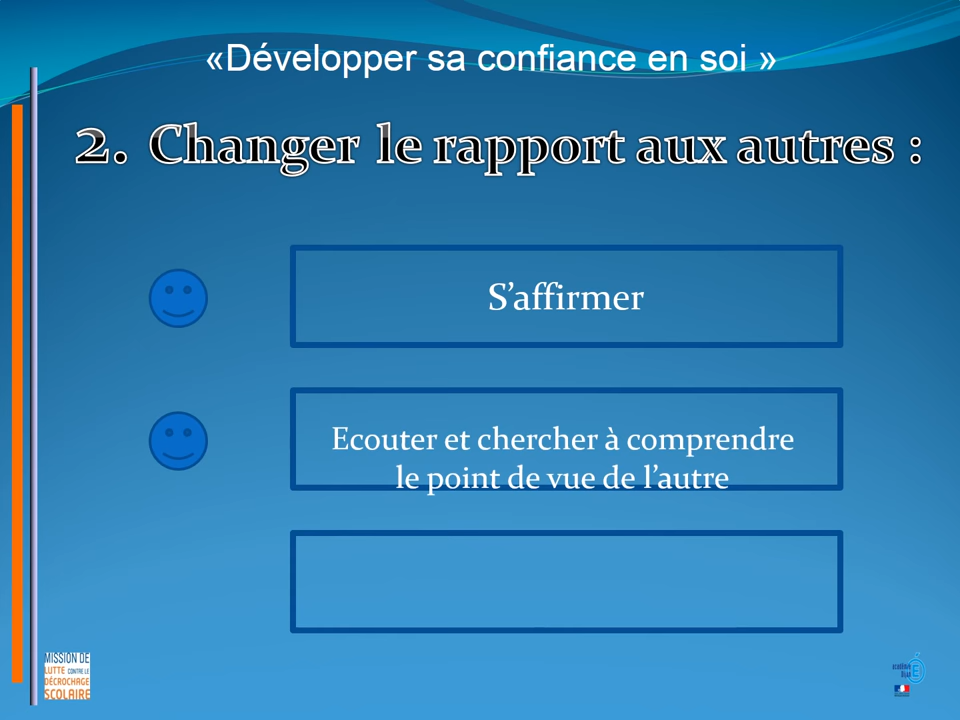 «Développer sa confiance en soi »
2. Changer le rapport aux autres :
S’affirmer
Ecouter et chercher à comprendre
le point de vue de l’autre
MISSION DE
LUTTE CONTRE LE
DÉCROCHAGE
SCOLAIRE